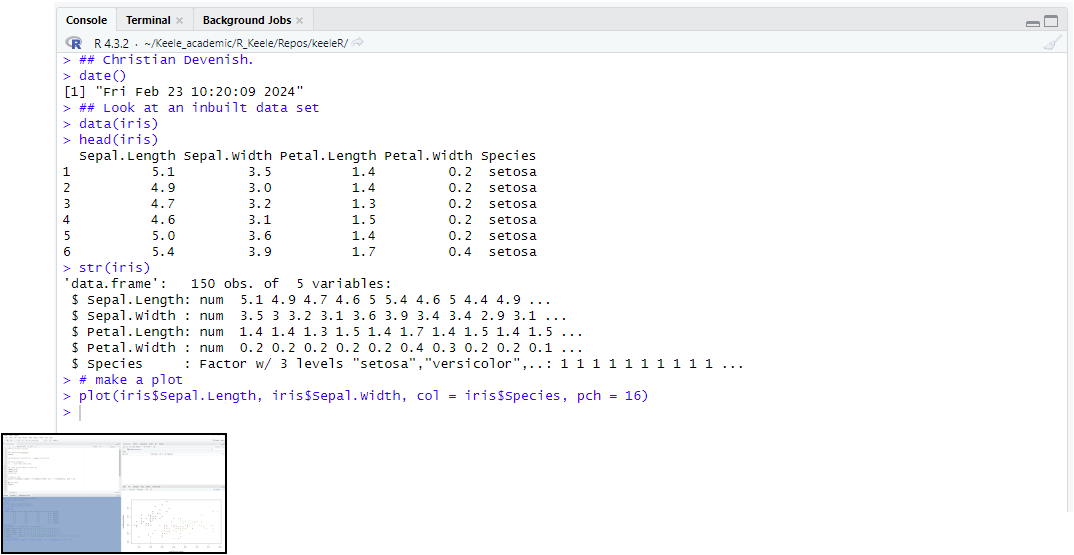 Console Terminal Background Jobs
R 4.3.2 · ~/Keele_academic/R_Keele/Repos/keeleR/
> ## Christian Devenish.
> date()
[1] "Fri Feb 23 10:20:09 2024"
> ## Look at an inbuilt data set
> data(iris)
> head(iris)
  Sepal.Length Sepal.Width Petal.Length Petal.Width Species
1          5.1         3.5          1.4         0.2  setosa
2          4.9         3.0          1.4         0.2  setosa
3          4.7         3.2          1.3         0.2  setosa
4          4.6         3.1          1.5         0.2  setosa
5          5.0         3.6          1.4         0.2  setosa
6          5.4         3.9          1.7         0.4  setosa
> str(iris)
'data.frame':   150 obs. of  5 variables:
 $ Sepal.Length: num  5.1 4.9 4.7 4.6 5 5.4 4.6 5 4.4 4.9 ...
 $ Sepal.Width : num  3.5 3 3.2 3.1 3.6 3.9 3.4 3.4 2.9 3.1 ...
 $ Petal.Length: num  1.4 1.4 1.3 1.5 1.4 1.7 1.4 1.5 1.4 1.5 ...
 $ Petal.Width : num  0.2 0.2 0.2 0.2 0.2 0.4 0.3 0.2 0.2 0.1 ...
 $ Species     : Factor w/ 3 levels "setosa","versicolor",..: 1 1 1 1 1 1 1 1 1 1 ...
> # make a plot
> plot(iris$Sepal.Length, iris$Sepal.Width, col = iris$Species, pch = 16)
>